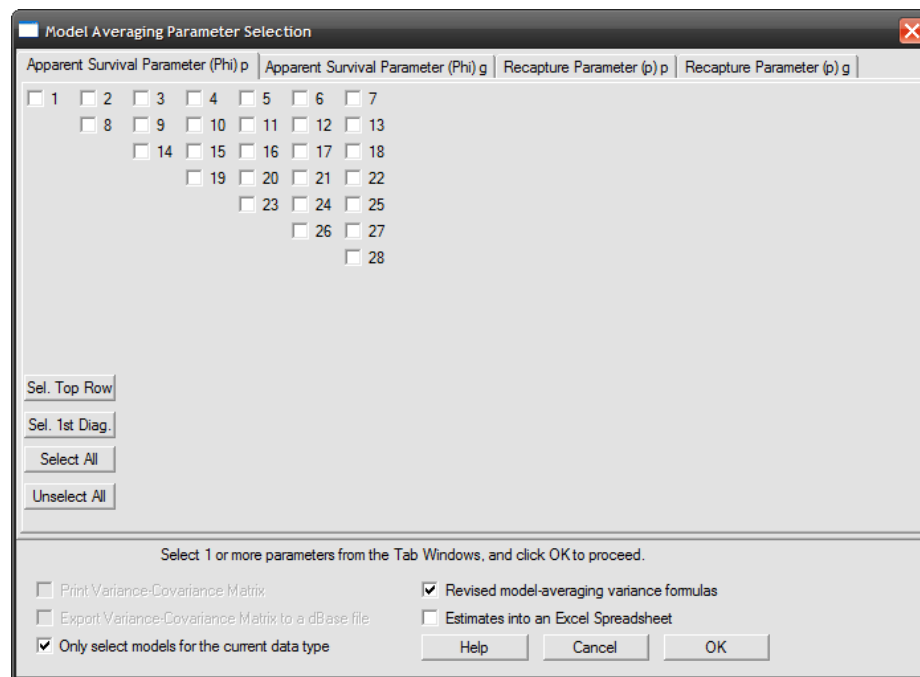 Model Averaging Parameter Selection
Apparent Survival Parameter (Phi) p Apparent Survival Parameter (Phi) g Recapture Parameter (p) p Recapture Parameter (p) g
1 2 3 4 5 6 7
8 9 10 11 12 13
14 15 16 17 18
19 20 21 22
23 24 25
26 27
28
Sel. Top Row
Sel. 1st Diag.
Select All
Unselect All
Select 1 or more parameters from the Tab Windows, and click OK to proceed.
Print Variance-Covariance Matrix Revised model-averaging variance formulas
Export Variance-Covariance Matrix to a dBase file Estimates into an Excel Spreadsheet
Only select models for the current data type Help Cancel OK